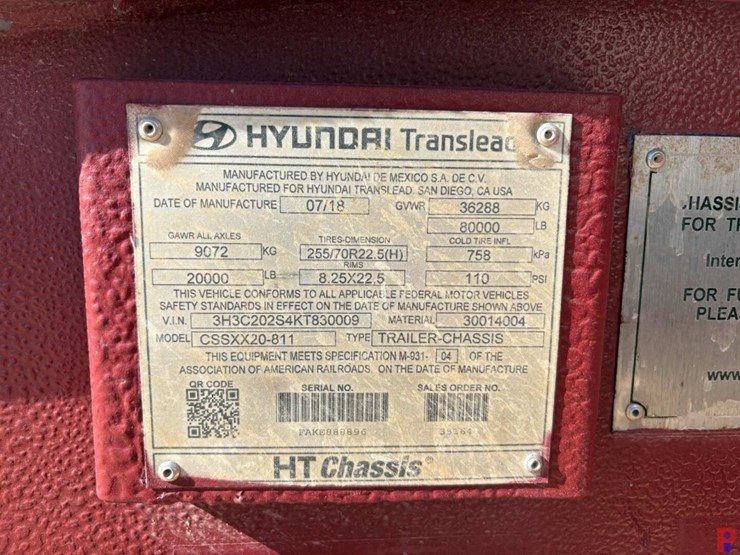 HYUNDAI Translead
MANUFACTURED BY HYUNDAI DE MEXICO S.A. DE C.V.
MANUFACTURED FOR HYUNDAI TRANSLEAD, SAN DIEGO, CA USA
DATE OF MANUFACTURE 07/18 GVWR 36288 KG
80000 LB
GAWR ALL AXLES TIRES-DIMENSION COLD TIRE INFL
9072 KG 255/70R22.5(H) 758 kPa
RIMS
20000 LB 8.25X22.5 110 PSI
THIS VEHICLE CONFORMS TO ALL APPLICABLE FEDERAL MOTOR VEHICLES
SAFETY STANDARDS IN EFFECT ON DATE OF MANUFACTURE SHOWN ABOVE
V.I.N. 3H3C202S4KT830009 MATERIAL 30014004
MODEL CSSXX20-811 TYPE TRAILER-CHASSIS
THIS EQUIPMENT MEETS SPECIFICATION M-931- 04 OF THE
ASSOCIATION OF AMERICAN RAILROADS ON THE DATE OF MANUFACTURE
QR CODE SERIAL NO. SALES ORDER NO.
35164
HT Chassis®
HASSI
FOR TR
Inter
FOR FU
PLEA
www